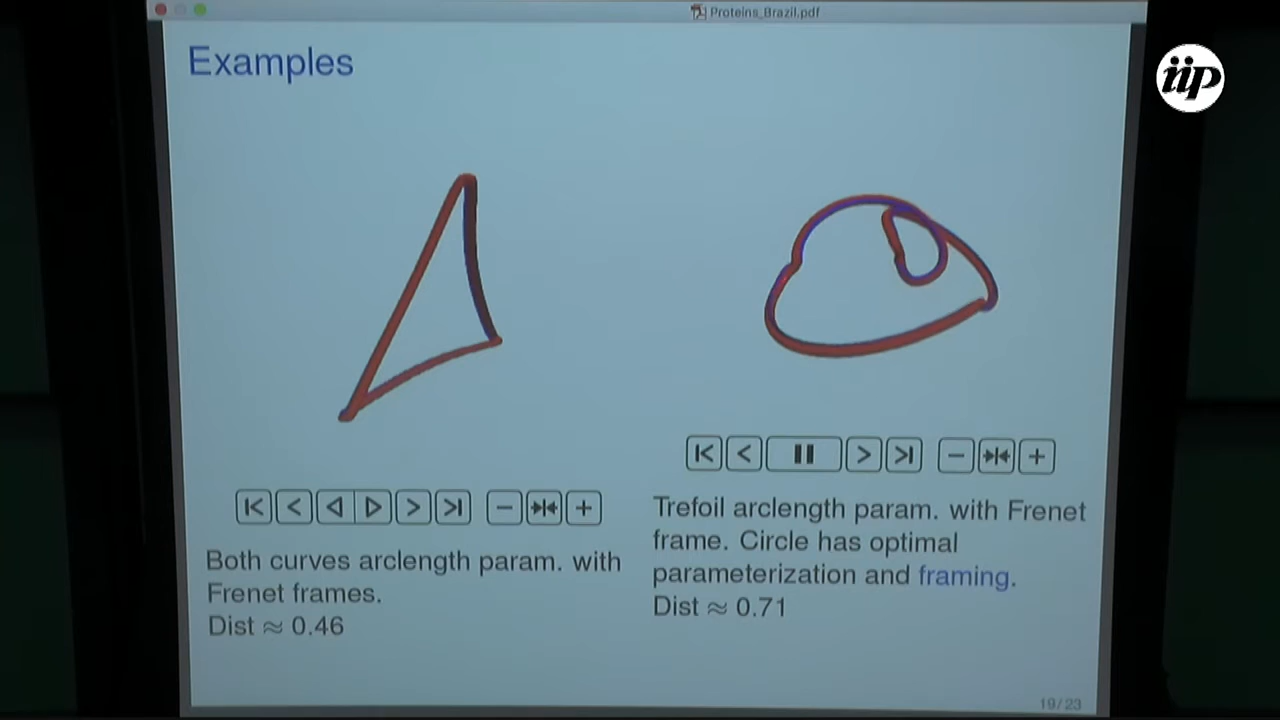 Proteins_Brazil.pdf
iip
Examples
Both curves arclength param. with
Frenet frames.
Dist ≈ 0.46
Trefoil arclength param. with Frenet
frame. Circle has optimal
parameterization and framing.
Dist ≈ 0.71
19/23